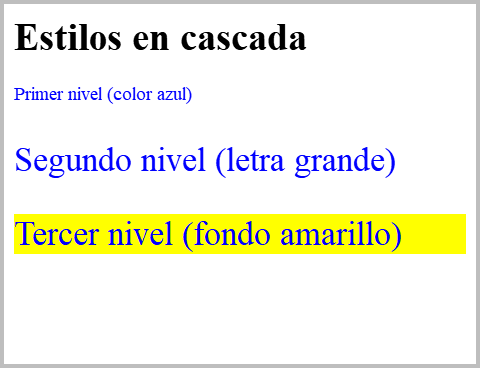 Estilos en cascada
Primer nivel (color azul)
Segundo nivel (letra grande)
Tercer nivel (fondo amarillo)